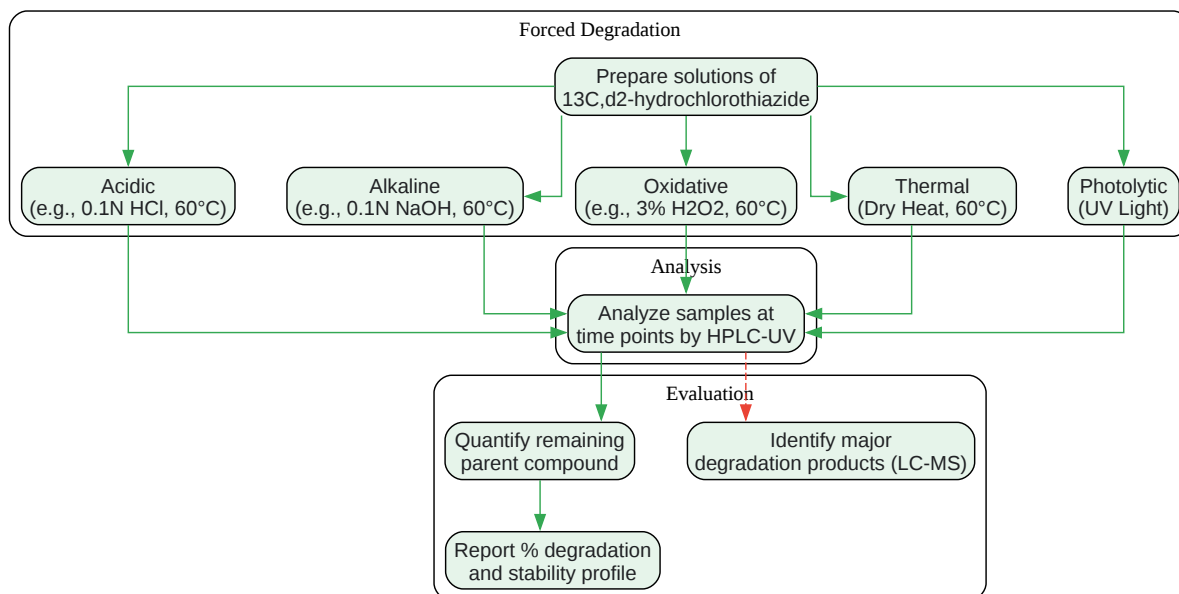 Forced Degradation
Prepare solutions of
13C,d2-hydrochlorothiazide
Acidic
(e.g., 0.1N HCl, 60°C)
Alkaline
(e.g., 0.1N NaOH, 60°C)
Oxidative
(e.g., 3% H2O2, 60°C)
Thermal
(Dry Heat, 60°C)
Photolytic
(UV Light)
Analysis
Analyze samples at
time points by HPLC-UV
Evaluation
Quantify remaining
parent compound
Identify major
degradation products (LC-MS)
Report % degradation
and stability profile